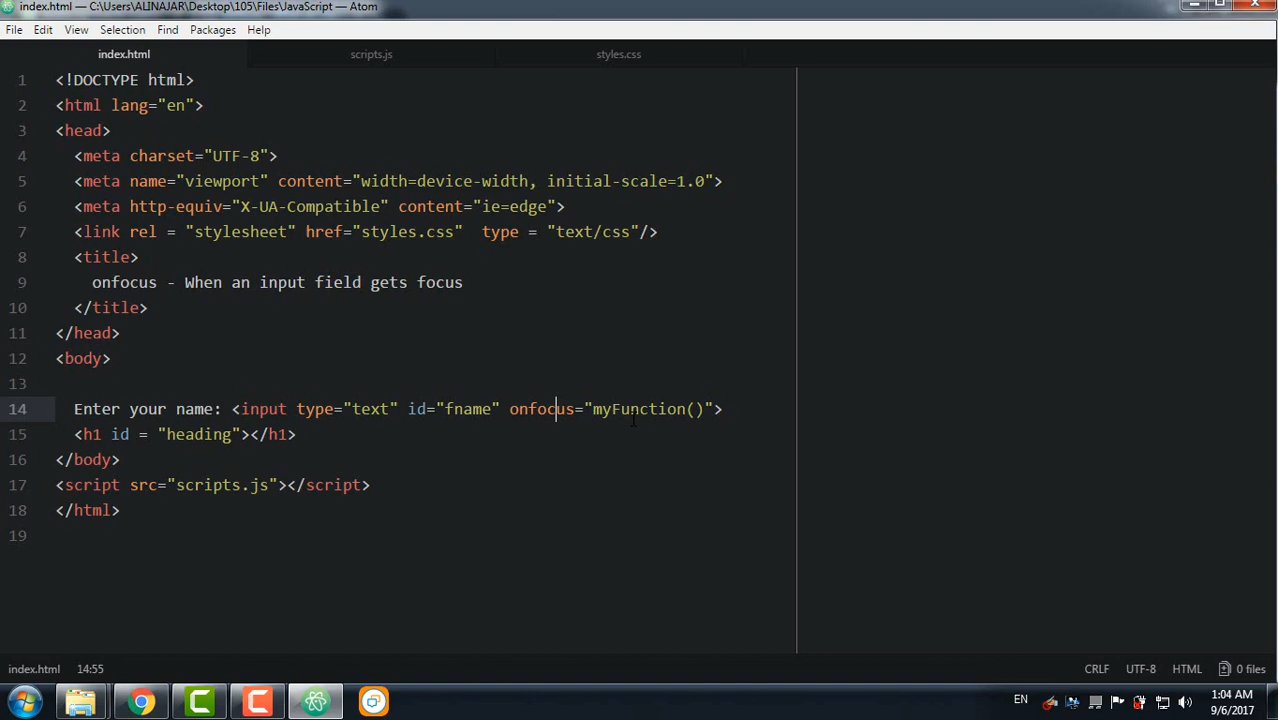 index.html — C:\Users\ALINAJAR\Desktop\105\Files\JavaScript — Atom
File Edit View Selection Find Packages Help
index.html scripts.js styles.css
1 <!DOCTYPE html>
2 <html lang="en">
3 <head>
4 <meta charset="UTF-8">
5 <meta name="viewport" content="width=device-width, initial-scale=1.0">
6 <meta http-equiv="X-UA-Compatible" content="ie=edge">
7 <link rel = "stylesheet" href="styles.css"  type = "text/css"/>
8 <title>
9 onfocus - When an input field gets focus
10 </title>
11 </head>
12 <body>
13
14 Enter your name: <input type="text" id="fname" onfocus="myFunction()">
15 <h1 id = "heading"></h1>
16 </body>
17 <script src="scripts.js"></script>
18 </html>
19
index.html 14:55 CRLF UTF-8 HTML 0 files
EN 1:04 AM
9/6/2017